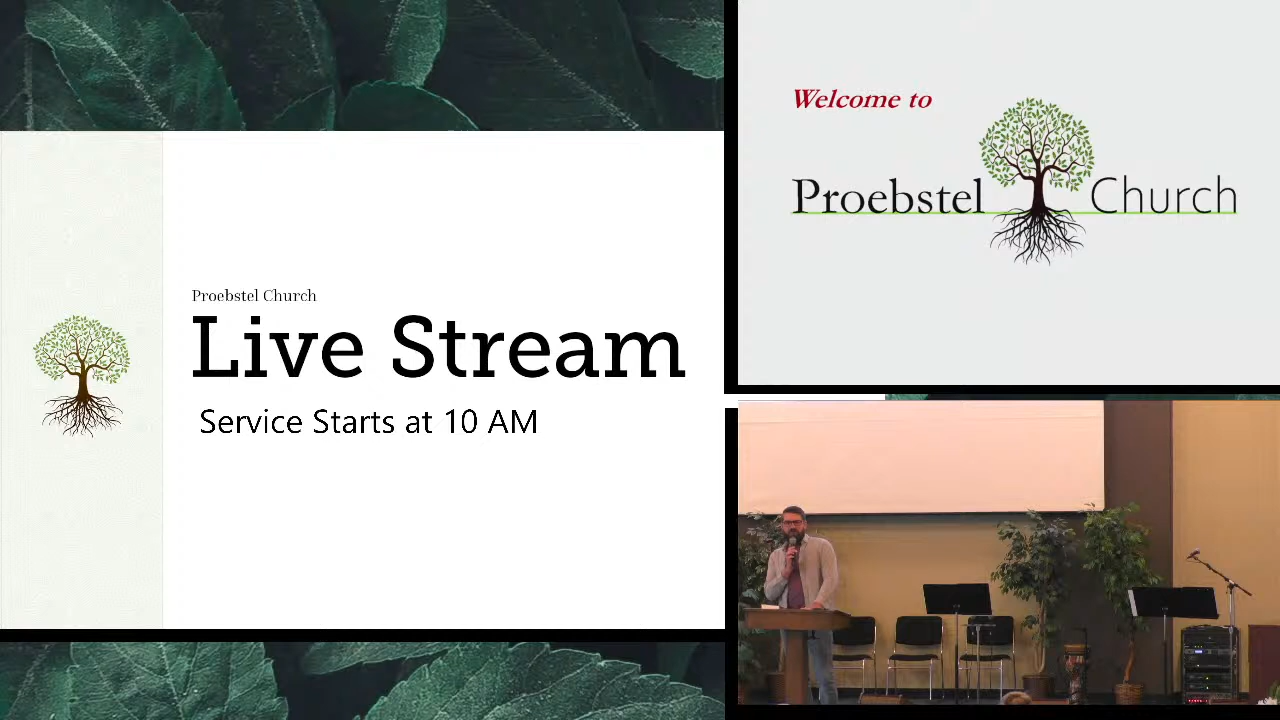 Proebstel Church
Live Stream
Service Starts at 10 AM
Welcome to
Proebstel Church